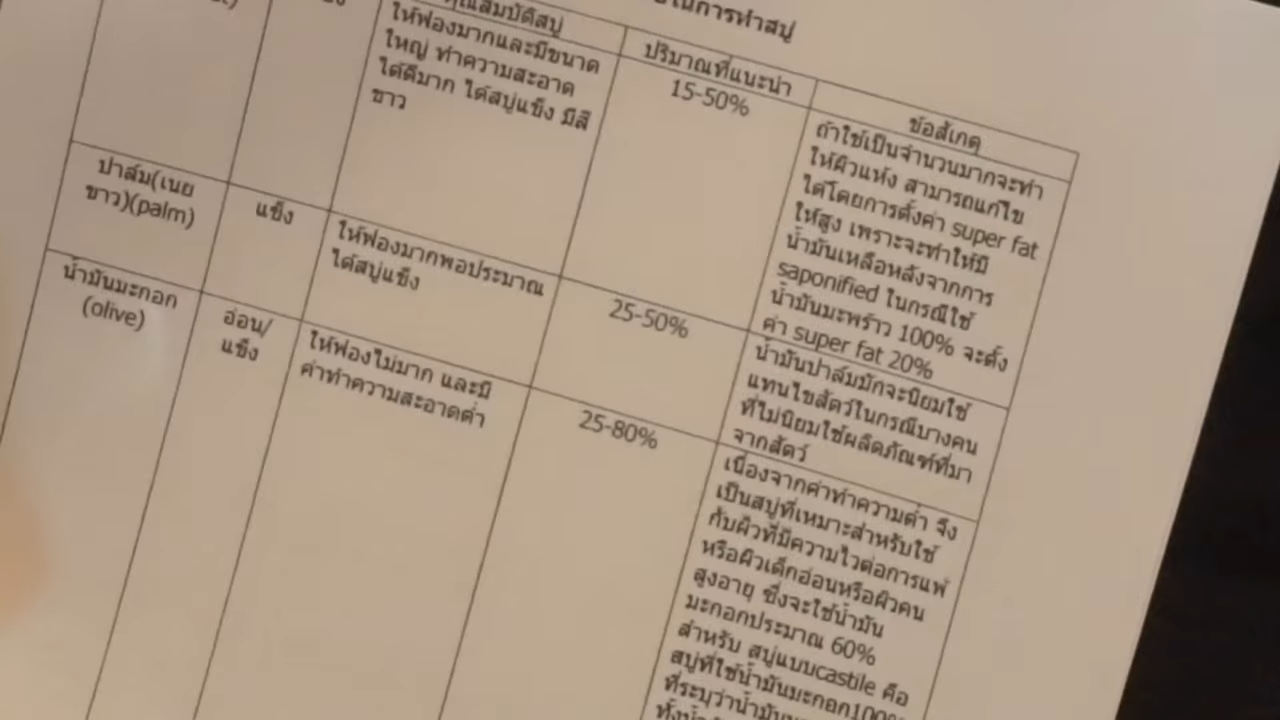 ในการทำสบู่
คุณสมบัติสบู่
ปริมาณที่แนะนำ
ข้อสังเกตุ
ให้ฟองมากและมีขนาด
ใหญ่ ทำความสะอาด
ได้ดีมาก ได้สบู่แข็ง มีสี
ขาว
15-50%
ถ้าใช้เป็นจำนวนมากจะทำ
ให้ผิวแห้ง สามารถแก้ไข
ได้โดยการตั้งค่า super fat
ให้สูง เพราะจะทำให้มี
น้ำมันเหลือหลังจากการ
saponified ในกรณีใช้
น้ำมันมะพร้าว 100% จะตั้ง
ค่า super fat 20%
ปาล์ม(เนย
ขาว)(palm)
แข็ง
ให้ฟองมากพอประมาณ
ได้สบู่แข็ง
25-50%
น้ำมันปาล์มมักจะนิยมใช้
แทนไขสัตว์ในกรณีบางคน
ที่ไม่นิยมใช้ผลิตภัณฑ์ที่มา
จากสัตว์
น้ำมันมะกอก
(olive)
อ่อน/
แข็ง
ให้ฟองไม่มาก และมี
ค่าทำความสะอาดต่ำ
25-80%
เนื่องจากค่าทำความต่ำ จึง
เป็นสบู่ที่เหมาะสำหรับใช้
กับผิวที่มีความไวต่อการแพ้
หรือผิวเด็กอ่อนหรือผิวคน
สูงอายุ ซึ่งจะใช้น้ำมัน
มะกอกประมาณ 60%
สำหรับ สบู่แบบcastile คือ
สบู่ที่ใช้น้ำมันมะกอก100%
ที่ระบุว่าน้ำมัน